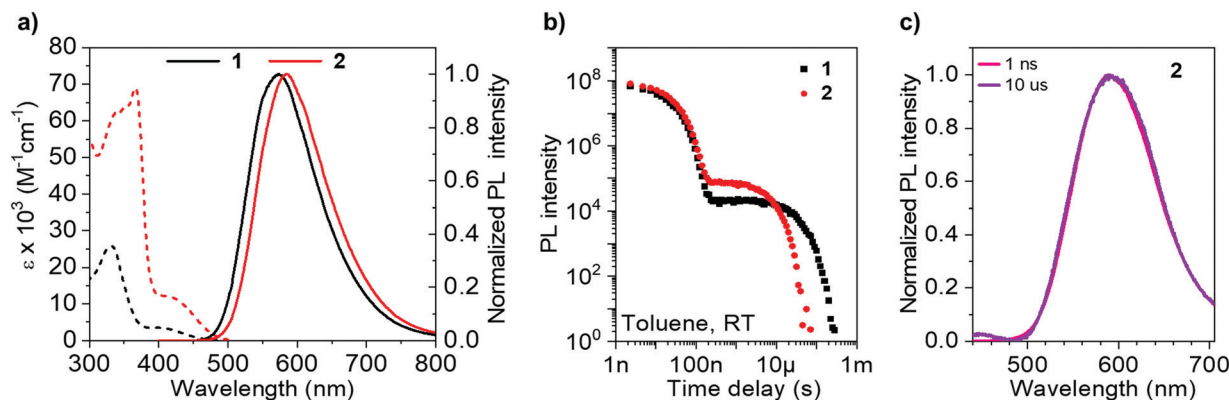 a)
80
70
60
50
40
30
20
10
0
ε x 10³ (M⁻¹cm⁻¹)
1
2
1.0
0.8
0.6
0.4
0.2
0.0
Normalized PL intensity
300 400 500 600 700 800
Wavelength (nm)
b)
10⁸
10⁶
10⁴
10²
10⁰
PL intensity
1
2
Toluene, RT
1n 100n 10µ 1m
Time delay (s)
c)
1.0
0.8
0.6
0.4
0.2
0.0
Normalized PL intensity
1 ns
10 us
2
500 600 700
Wavelength (nm)